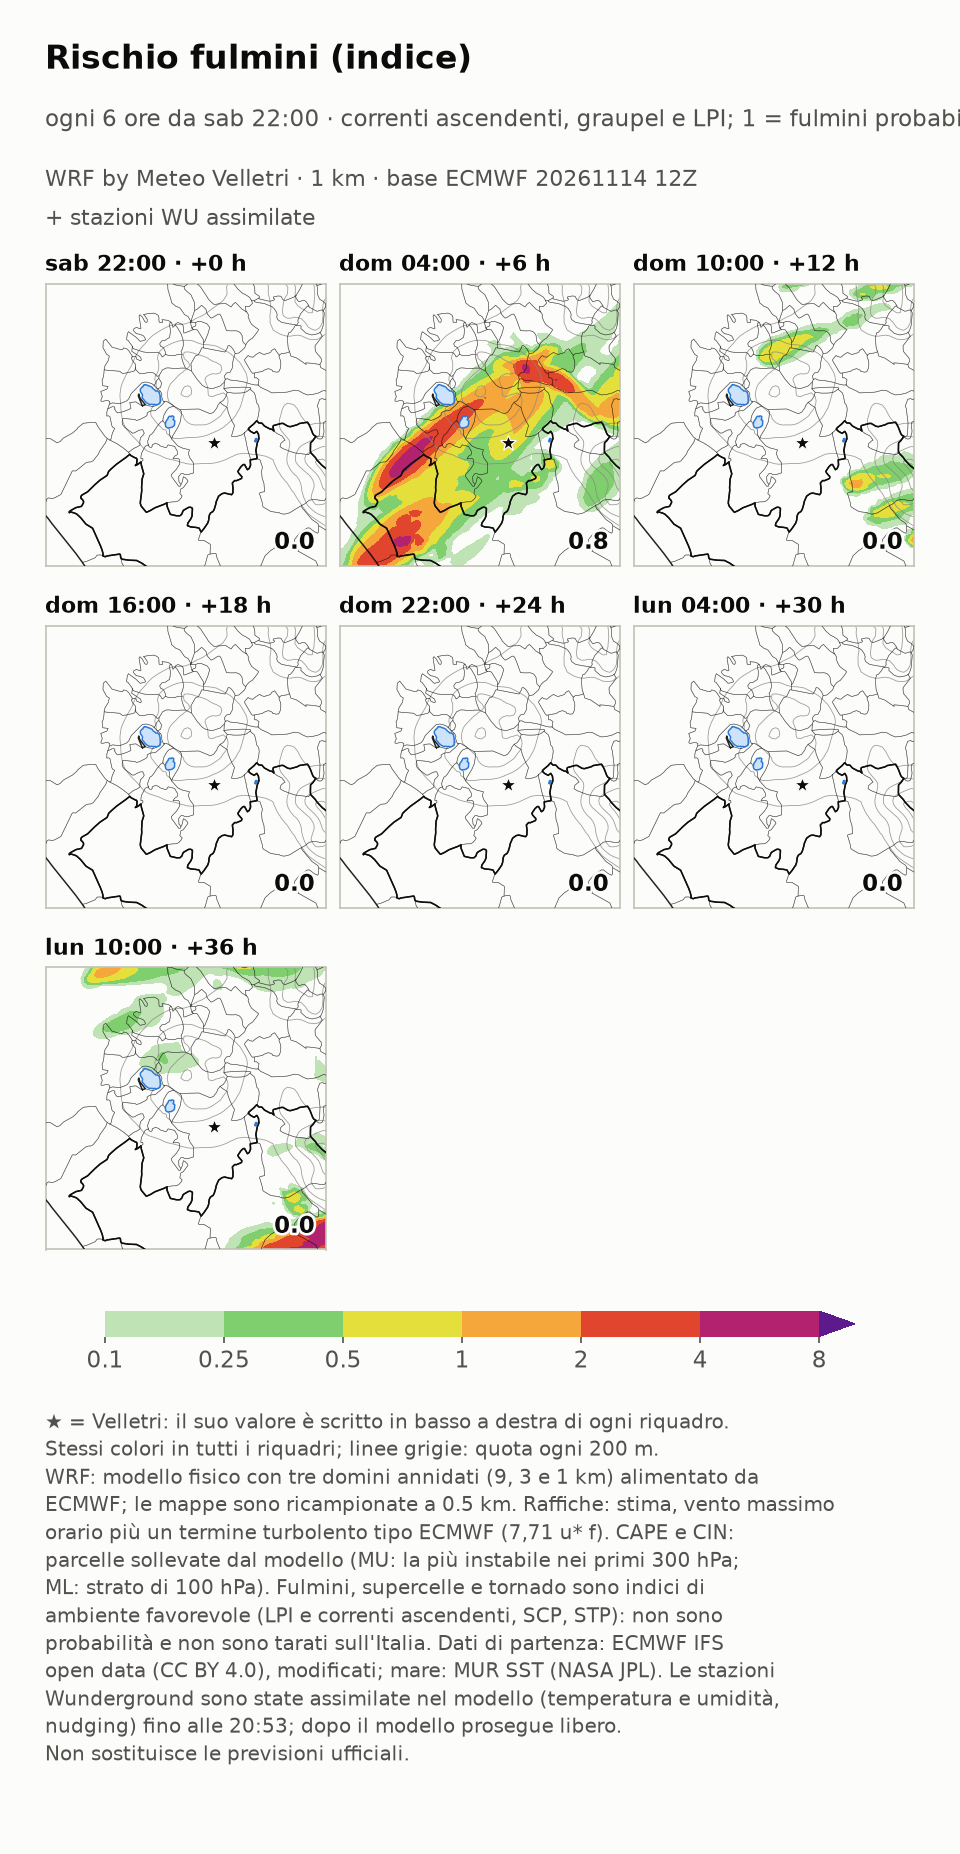 Rischio fulmini (indice)
ogni 6 ore da sab 22:00 · correnti ascendenti, graupel e LPI; 1 = fulmini probabi
WRF by Meteo Velletri · 1 km · base ECMWF 20261114 12Z
+ stazioni WU assimilate
sab 22:00 · +0 h
dom 04:00 · +6 h
dom 10:00 · +12 h
0.0
0.8
0.0
dom 16:00 · +18 h
dom 22:00 · +24 h
lun 04:00 · +30 h
0.0
0.0
0.0
lun 10:00 · +36 h
0.0
0.1 0.25 0.5 1 2 4 8
★ = Velletri: il suo valore è scritto in basso a destra di ogni riquadro.
Stessi colori in tutti i riquadri; linee grigie: quota ogni 200 m.
WRF: modello fisico con tre domini annidati (9, 3 e 1 km) alimentato da
ECMWF; le mappe sono ricampionate a 0.5 km. Raffiche: stima, vento massimo
orario più un termine turbolento tipo ECMWF (7,71 u* f). CAPE e CIN:
parcelle sollevate dal modello (MU: la più instabile nei primi 300 hPa;
ML: strato di 100 hPa). Fulmini, supercelle e tornado sono indici di
ambiente favorevole (LPI e correnti ascendenti, SCP, STP): non sono
probabilità e non sono tarati sull'Italia. Dati di partenza: ECMWF IFS
open data (CC BY 4.0), modificati; mare: MUR SST (NASA JPL). Le stazioni
Wunderground sono state assimilate nel modello (temperatura e umidità,
nudging) fino alle 20:53; dopo il modello prosegue libero.
Non sostituisce le previsioni ufficiali.